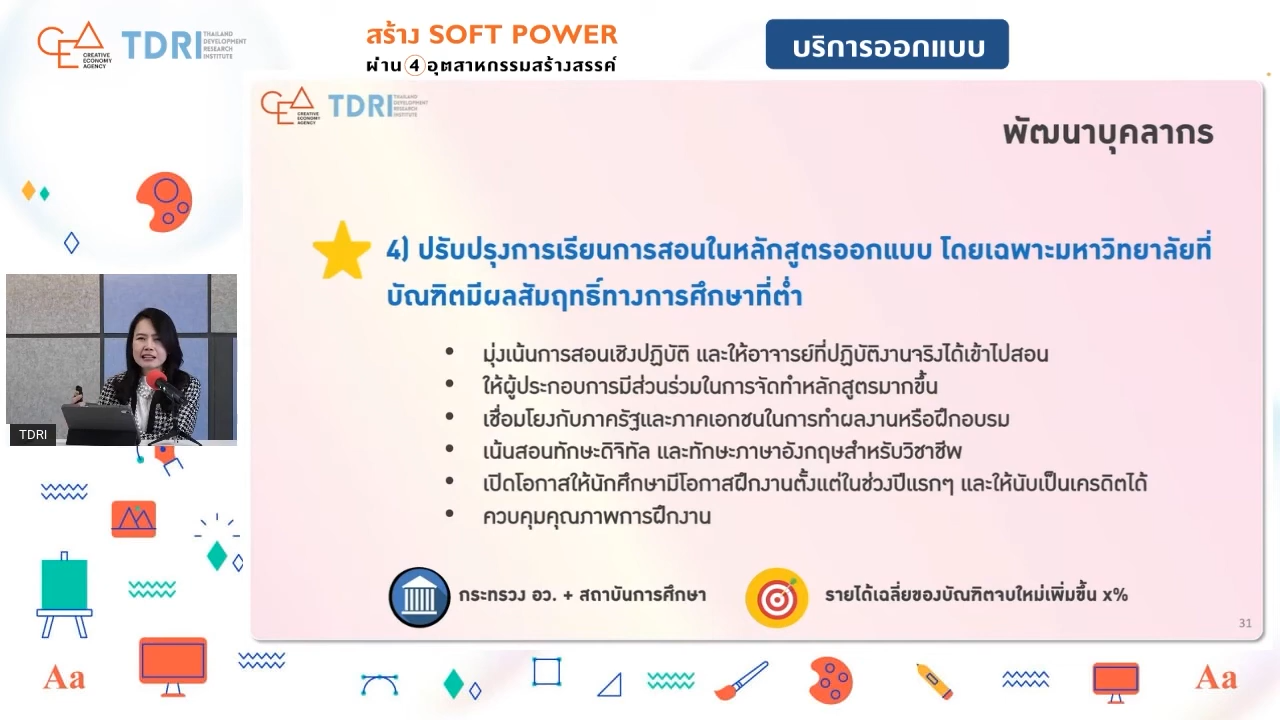 CEA
CREATIVE
ECONOMY
AGENCY
TDRI
THAILAND
DEVELOPMENT
RESEARCH
INSTITUTE
สร้าง SOFT POWER
ผ่าน 4 อุตสาหกรรมสร้างสรรค์
บริการออกแบบ
CEA
CREATIVE
ECONOMY
AGENCY
TDRI
THAILAND
DEVELOPMENT
RESEARCH
INSTITUTE
พัฒนาบุคลากร
4) ปรับปรุงการเรียนการสอนในหลักสูตรออกแบบ โดยเฉพาะมหาวิทยาลัยที่
บัณฑิตมีผลสัมฤทธิ์ทางการศึกษาที่ต่ำ
• มุ่งเน้นการสอนเชิงปฏิบัติ และให้อาจารย์ที่ปฏิบัติงานจริงได้เข้าไปสอน
• ให้ผู้ประกอบการมีส่วนร่วมในการจัดทำหลักสูตรมากขึ้น
• เชื่อมโยงกับภาครัฐและภาคเอกชนในการทำผลงานหรือฝึกอบรม
• เน้นสอนทักษะดิจิทัล และทักษะภาษาอังกฤษสำหรับวิชาชีพ
• เปิดโอกาสให้นักศึกษามีโอกาสฝึกงานตั้งแต่ในช่วงปีแรกๆ และให้นับเป็นเครดิตได้
• ควบคุมคุณภาพการฝึกงาน
กระทรวง อว. + สถาบันการศึกษา
รายได้เฉลี่ยของบัณฑิตจบใหม่เพิ่มขึ้น x%
31
TDRI
Aa
Aa